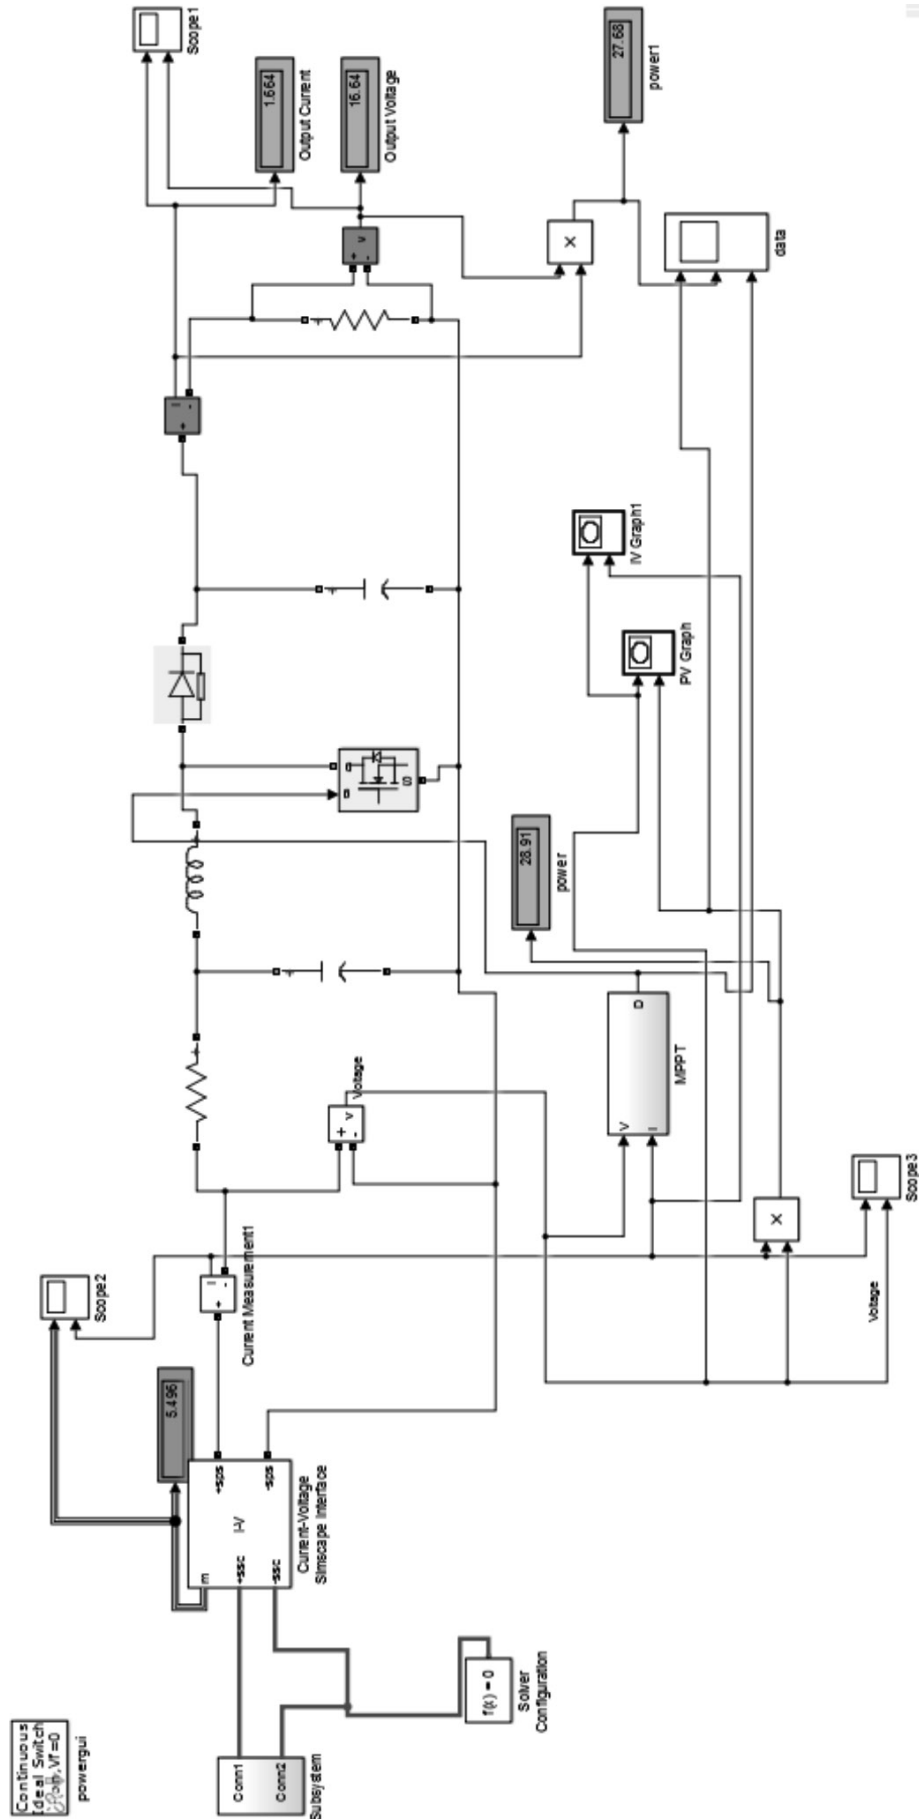 Continuous
Ideal Switch
powergui
Conn1
Conn2
Subsystem
f(x) = 0
Solver
Configuration
m
+ssc
-ssc
I-V
+sps
-sps
Current-Voltage
Simscape Interface
5.496
Scope2
I
+
-
Current Measurement1
+
-
v
Voltage
V
I
D
MPPT
×
Voltage
Scope3
28.91
power
PV Graph
IV Graph1
D
g
S
+
-
I
+
-
v
Scope1
1.664
Output Current
16.64
Output Voltage
×
27.68
power1
data
+
+
+
+
+